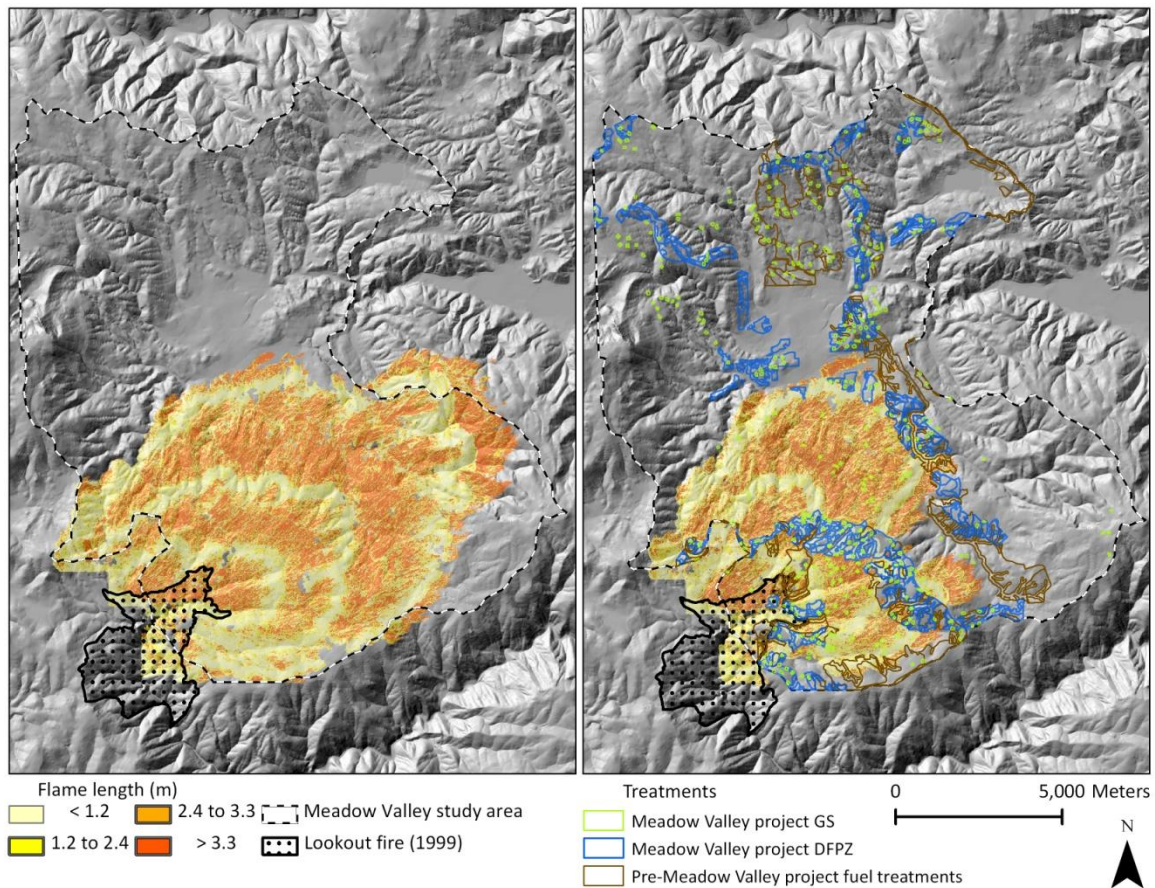 Flame length (m)
< 1.2
2.4 to 3.3
Meadow Valley study area
1.2 to 2.4
> 3.3
Lookout fire (1999)
Treatments
Meadow Valley project GS
Meadow Valley project DFPZ
Pre-Meadow Valley project fuel treatments
0
5,000 Meters
N